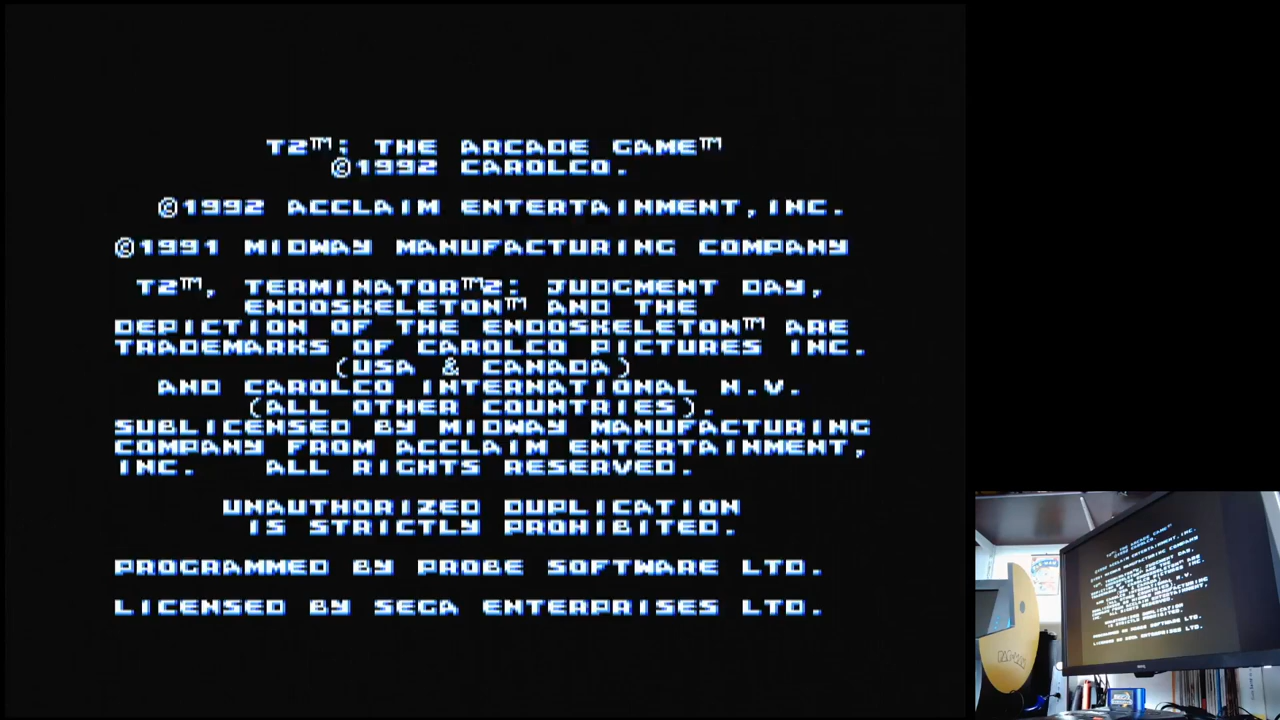 T2™: THE ARCADE GAME™
©1992 CAROLCO.
©1992 ACCLAIM ENTERTAINMENT,INC.
©1991 MIDWAY MANUFACTURING COMPANY
T2™, TERMINATOR™2: JUDGMENT DAY,
ENDOSKELETON™ AND THE
DEPICTION OF THE ENDOSKELETON™ ARE
TRADEMARKS OF CAROLCO PICTURES INC.
(USA & CANADA)
AND CAROLCO INTERNATIONAL N.V.
(ALL OTHER COUNTRIES).
SUBLICENSED BY MIDWAY MANUFACTURING
COMPANY FROM ACCLAIM ENTERTAINMENT,
INC. ALL RIGHTS RESERVED.
UNAUTHORIZED DUPLICATION
IS STRICTLY PROHIBITED.
PROGRAMMED BY PROBE SOFTWARE LTD.
LICENSED BY SEGA ENTERPRISES LTD.
PAC-MAN